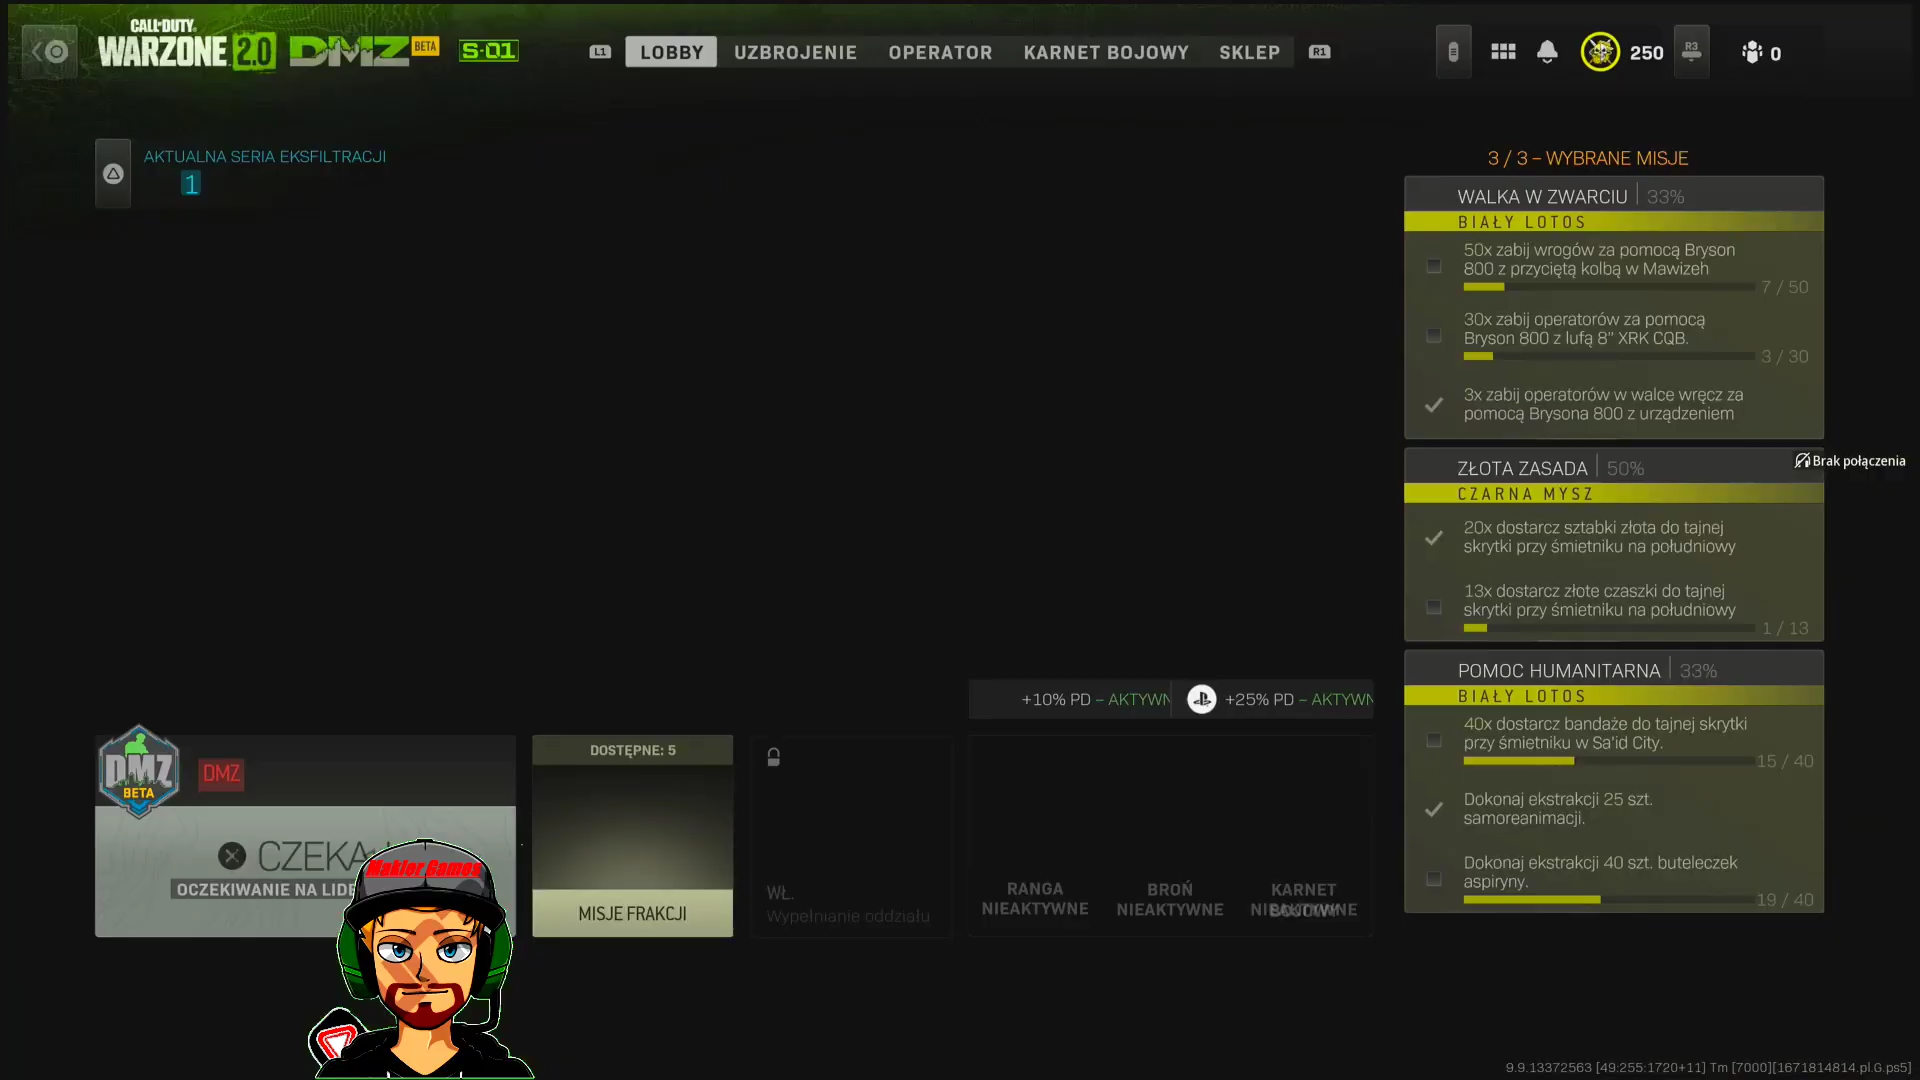 CALL OF DUTY
WARZONE 2.0 DMZ BETA S-01
L1 LOBBY UZBROJENIE OPERATOR KARNET BOJOWY SKLEP R1
250 R3 0
AKTUALNA SERIA EKSFILTRACJI
1
3 / 3 – WYBRANE MISJE
WALKA W ZWARCIU 33%
BIAŁY LOTOS
50x zabij wrogów za pomocą Bryson
800 z przyciętą kolbą w Mawizeh
7 / 50
30x zabij operatorów za pomocą
Bryson 800 z lufą 8" XRK CQB.
3 / 30
3x zabij operatorów w walce wręcz za
pomocą Brysona 800 z urządzeniem
ZŁOTA ZASADA 50%
Brak połączenia
CZARNA MYSZ
20x dostarcz sztabki złota do tajnej
skrytki przy śmietniku na południowy
13x dostarcz złote czaszki do tajnej
skrytki przy śmietniku na południowy
1 / 13
POMOC HUMANITARNA 33%
BIAŁY LOTOS
40x dostarcz bandaże do tajnej skrytki
przy śmietniku w Sa'id City.
15 / 40
Dokonaj ekstrakcji 25 szt.
samoreanimacji.
Dokonaj ekstrakcji 40 szt. buteleczek
aspiryny.
19 / 40
+10% PD – AKTYWN
+25% PD – AKTYWN
DMZ
BETA
DMZ
CZEKA
OCZEKIWANIE NA LIDE
DOSTĘPNE: 5
MISJE FRAKCJI
WŁ.
Wypełnianie oddziału
RANGA
NIEAKTYWNE
BROŃ
NIEAKTYWNE
KARNET
NIEAKTYWNE
Makler Games
9.9.13372563 [49:255:1720+11] Tm [7000][1671814814.pl.G.ps5]